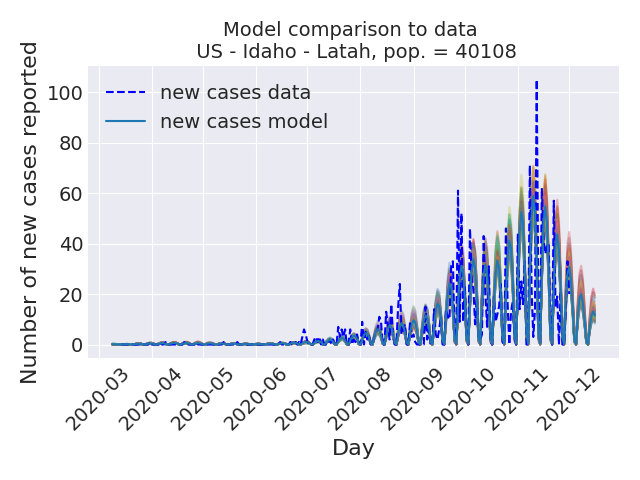 Model comparison to data
US - Idaho - Latah, pop. = 40108
Number of new cases reported
100
80
60
40
20
0
new cases data
new cases model
2020-03
2020-04
2020-05
2020-06
2020-07
2020-08
2020-09
2020-10
2020-11
2020-12
Day